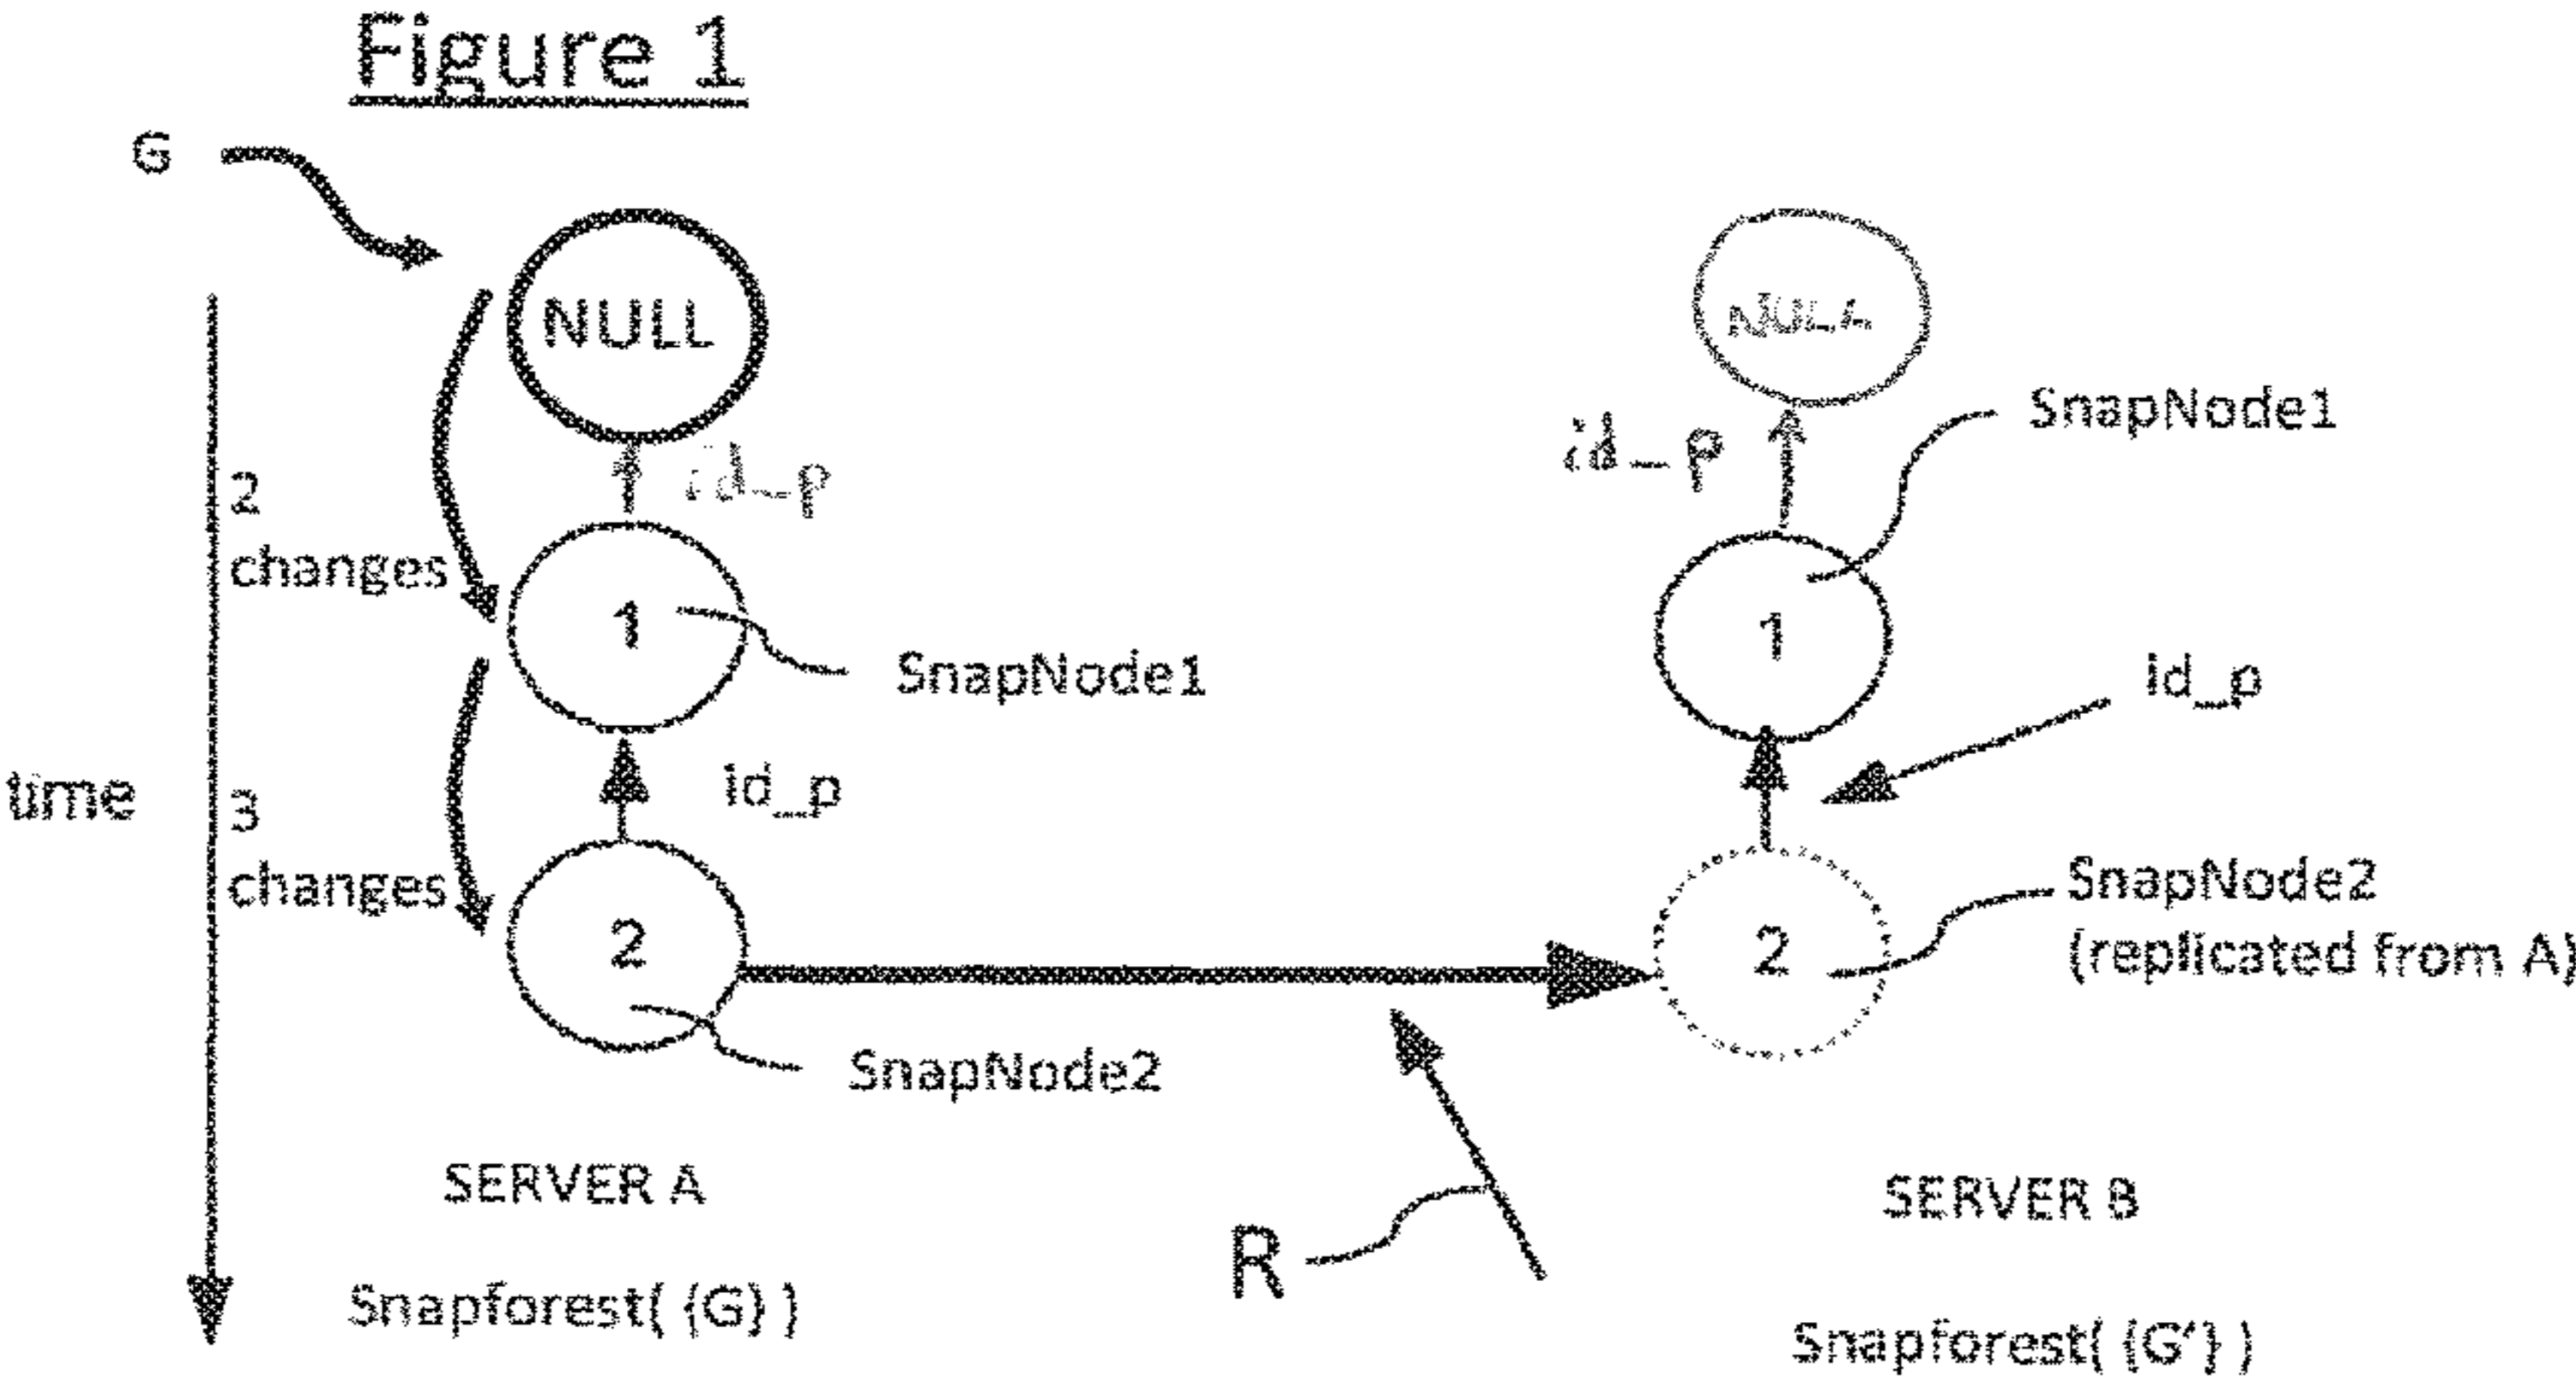 Figure 1
G
NULL
id_p
2
changes
1
SnapNode1
id_p
time
3
changes
2
SnapNode2
SERVER A
Snapforest( {G} )
R
id_p
SnapNode1
1
id_p
2
SnapNode2
(replicated from A)
SERVER B
Snapforest( {G'} )